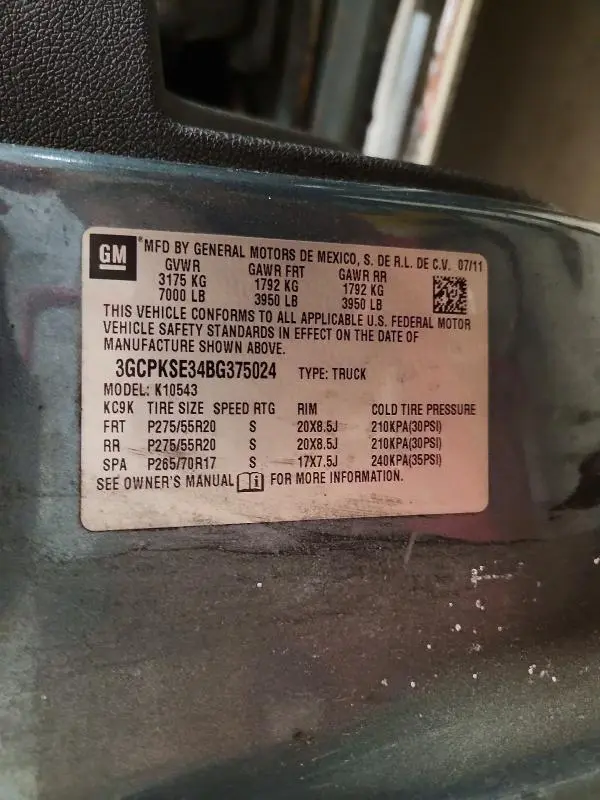 GM ®MFD BY GENERAL MOTORS DE MEXICO, S. DE R.L. DE C.V. 07/11
GVWR GAWR FRT GAWR RR
3175 KG 1792 KG 1792 KG
7000 LB 3950 LB 3950 LB
THIS VEHICLE CONFORMS TO ALL APPLICABLE U.S. FEDERAL MOTOR
VEHICLE SAFETY STANDARDS IN EFFECT ON THE DATE OF
MANUFACTURE SHOWN ABOVE.
3GCPKSE34BG375024 TYPE: TRUCK
MODEL: K10543
KC9K TIRE SIZE SPEED RTG RIM COLD TIRE PRESSURE
FRT P275/55R20 S 20X8.5J 210KPA(30PSI)
RR P275/55R20 S 20X8.5J 210KPA(30PSI)
SPA P265/70R17 S 17X7.5J 240KPA(35PSI)
SEE OWNER'S MANUAL i FOR MORE INFORMATION.